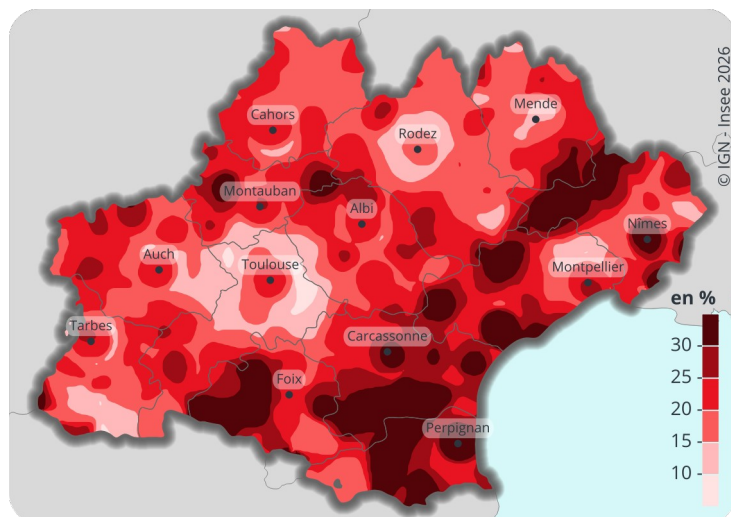 Cahors
Rodez
Mende
Montauban
Albi
Nîmes
Auch
Toulouse
Montpellier
Tarbes
Carcassonne
Foix
Perpignan
en %
30
25
20
15
10
© IGN - Insee 2026